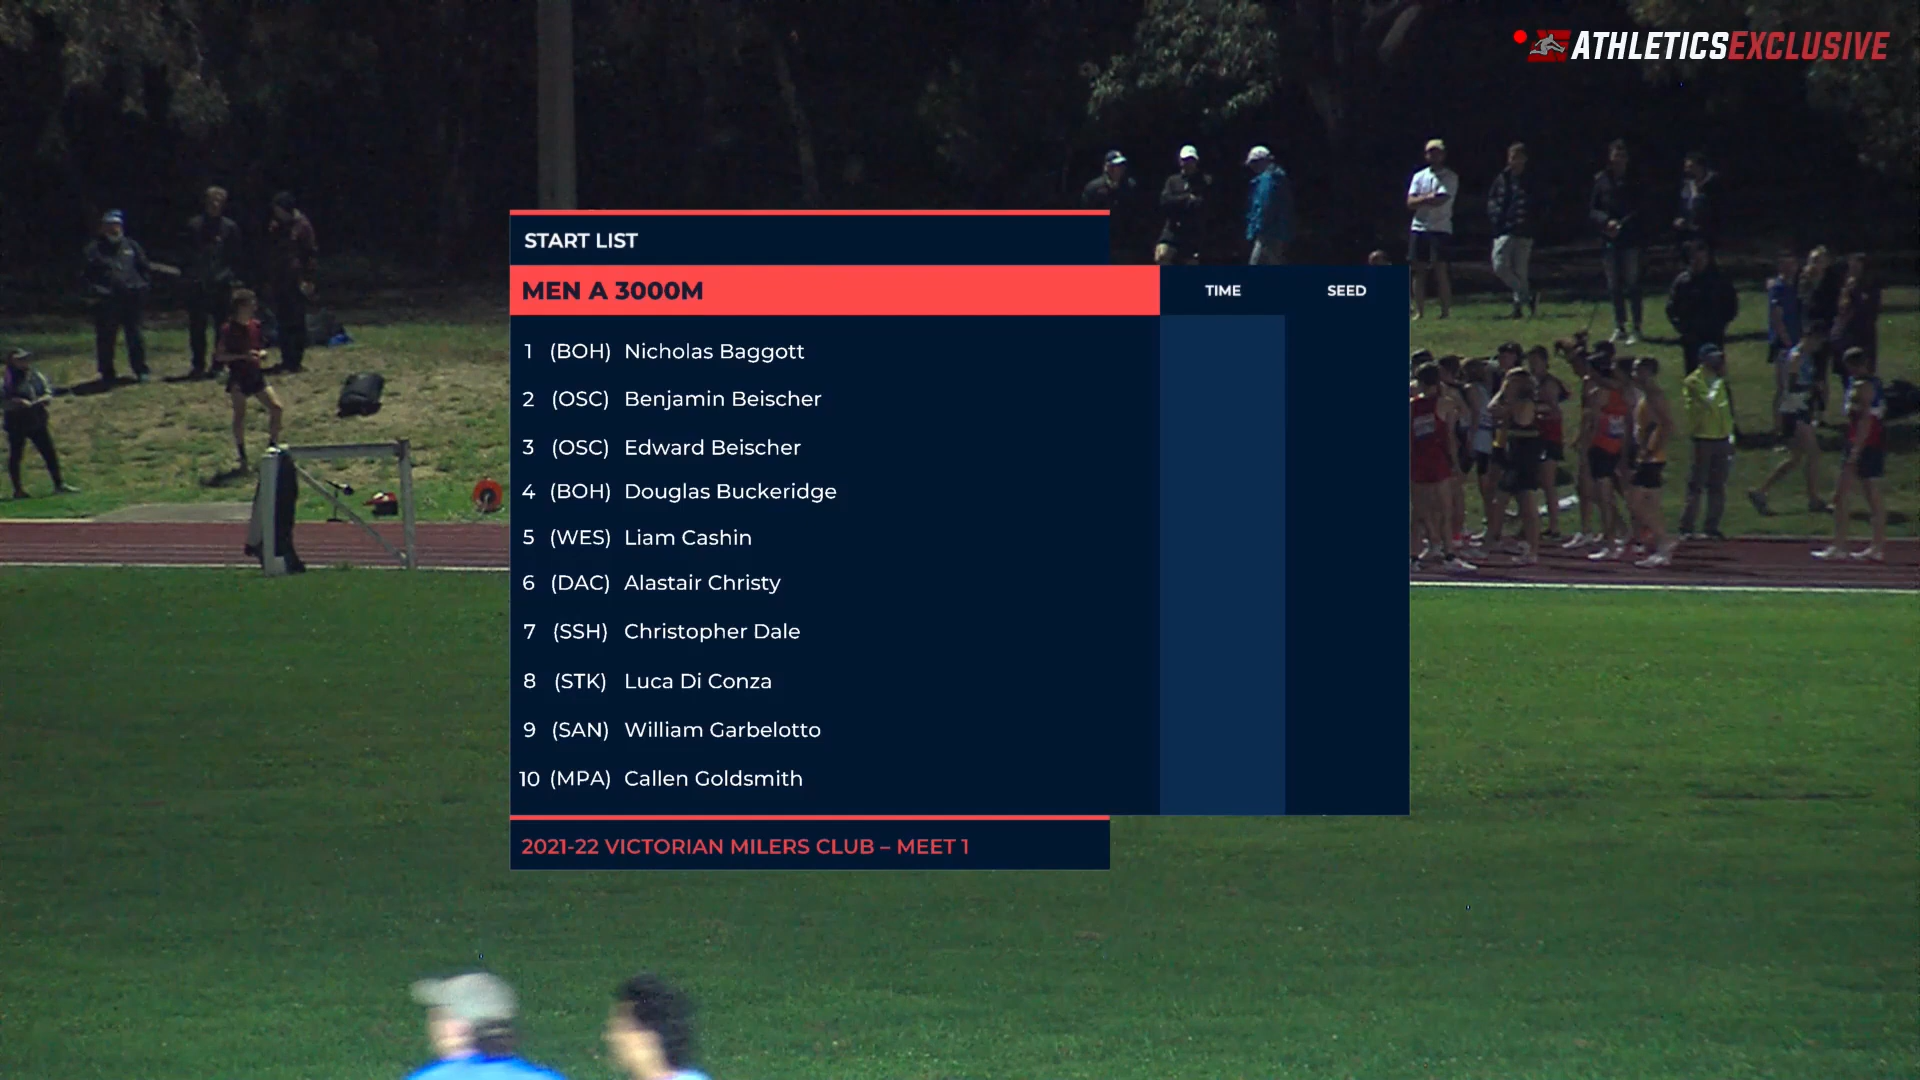 ATHLETICSEXCLUSIVE
START LIST
MEN A 3000M TIME SEED
1 (BOH) Nicholas Baggott
2 (OSC) Benjamin Beischer
3 (OSC) Edward Beischer
4 (BOH) Douglas Buckeridge
5 (WES) Liam Cashin
6 (DAC) Alastair Christy
7 (SSH) Christopher Dale
8 (STK) Luca Di Conza
9 (SAN) William Garbelotto
10 (MPA) Callen Goldsmith
2021-22 VICTORIAN MILERS CLUB – MEET 1